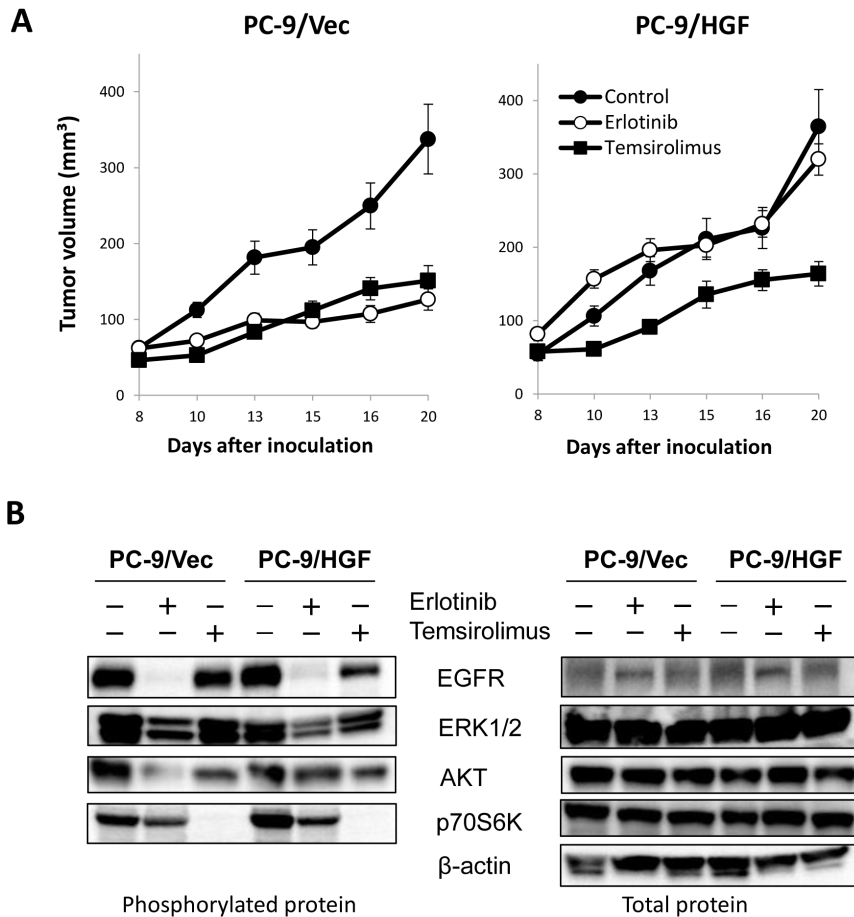 A
PC-9/Vec
PC-9/HGF
Tumor volume (mm³)
400
300
200
100
0
8 10 13 15 16 20
Days after inoculation
400
300
200
100
0
8 10 13 15 16 20
Days after inoculation
Control
Erlotinib
Temsirolimus
B
PC-9/Vec PC-9/HGF
PC-9/Vec PC-9/HGF
− + − − + − Erlotinib − + − − + −
− − + − − + Temsirolimus − − + − − +
EGFR
ERK1/2
AKT
p70S6K
β-actin
Phosphorylated protein
Total protein